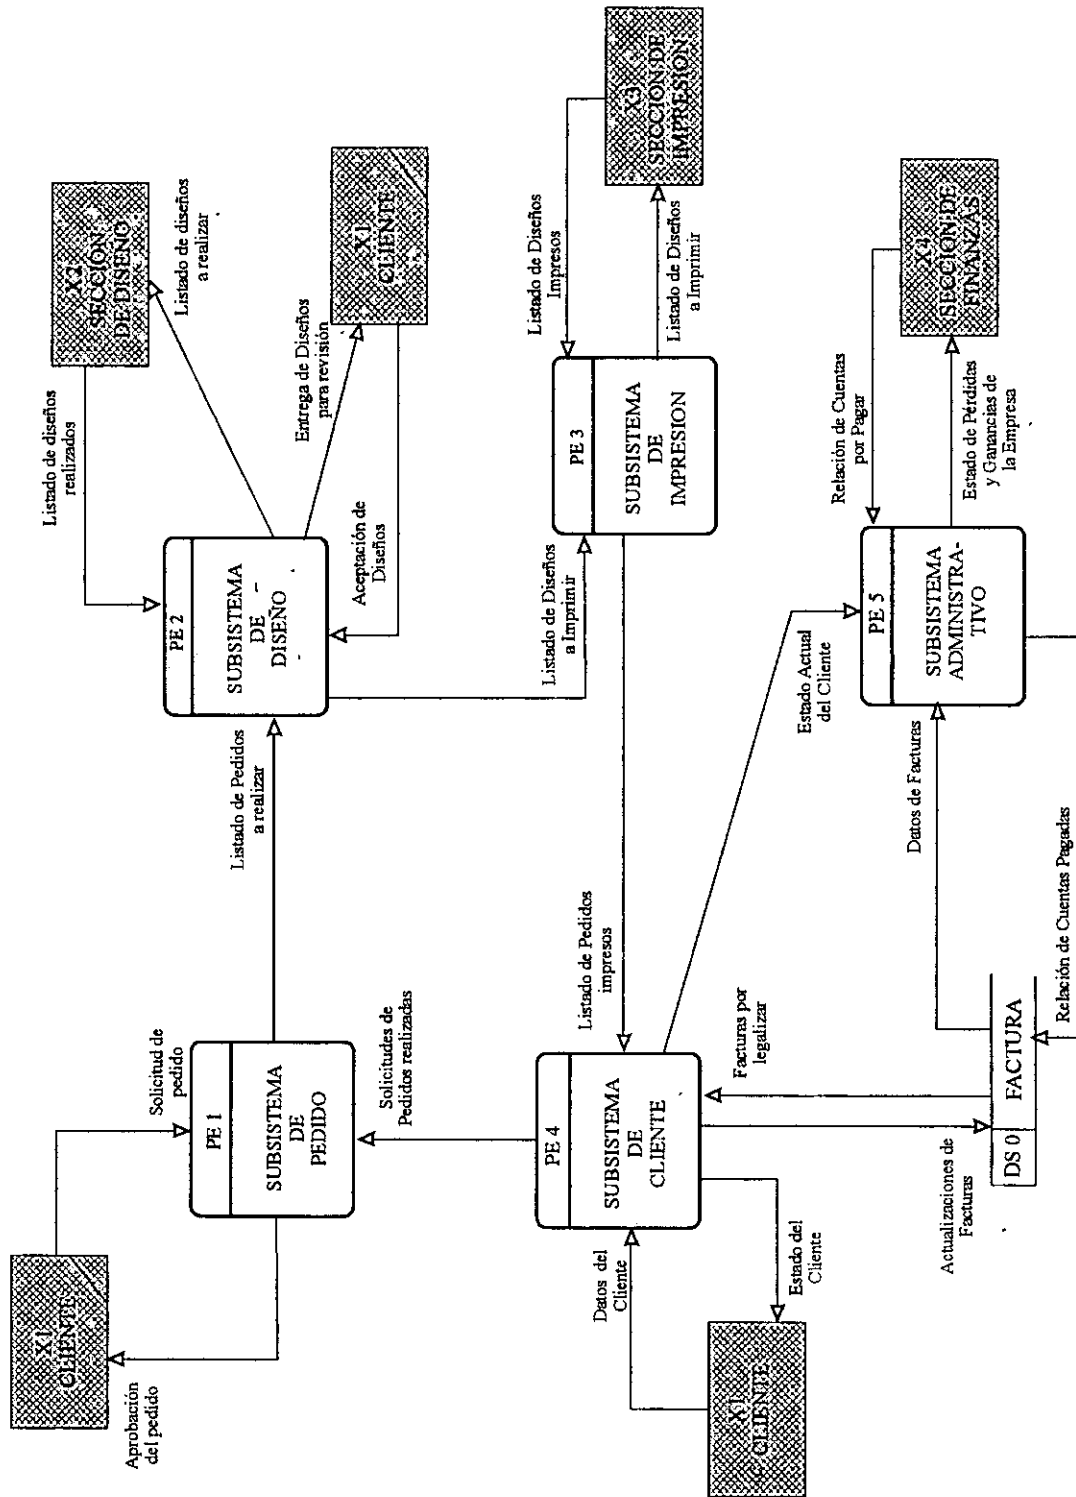 X1
CLIENTE
Solicitud de
pedido
Aprobación
del pedido
PE 1
SUBSISTEMA
DE
PEDIDO
Listado de Pedidos
a realizar
PE 2
SUBSISTEMA
DE
DISEÑO
Listado de diseños
realizados
X2
SECCION
DE DISEÑO
Listado de diseños
a realizar
Entrega de Diseños
para revisión
X1
CLIENTE
Aceptación de
Diseños
Listado de Diseños
a Imprimir
Solicitudes de
Pedidos realizadas
PE 4
SUBSISTEMA
DE
CLIENTE
Listado de Pedidos
impresos
PE 3
SUBSISTEMA
DE
IMPRESION
Listado de Diseños
Impresos
X3
SECCION DE
IMPRESION
Listado de Diseños
a Imprimir
Datos del
Cliente
X1
CLIENTE
Estado del
Cliente
Facturas por
legalizar
Actualizaciones de
Facturas
Estado Actual
del Cliente
DS 0
FACTURA
Datos de Facturas
PE 5
SUBSISTEMA
ADMINISTRA-
TIVO
Relación de Cuentas
por Pagar
X4
SECCION DE
FINANZAS
Estado de Pérdidas
y Ganancias de
la Empresa
Relación de Cuentas Pagadas